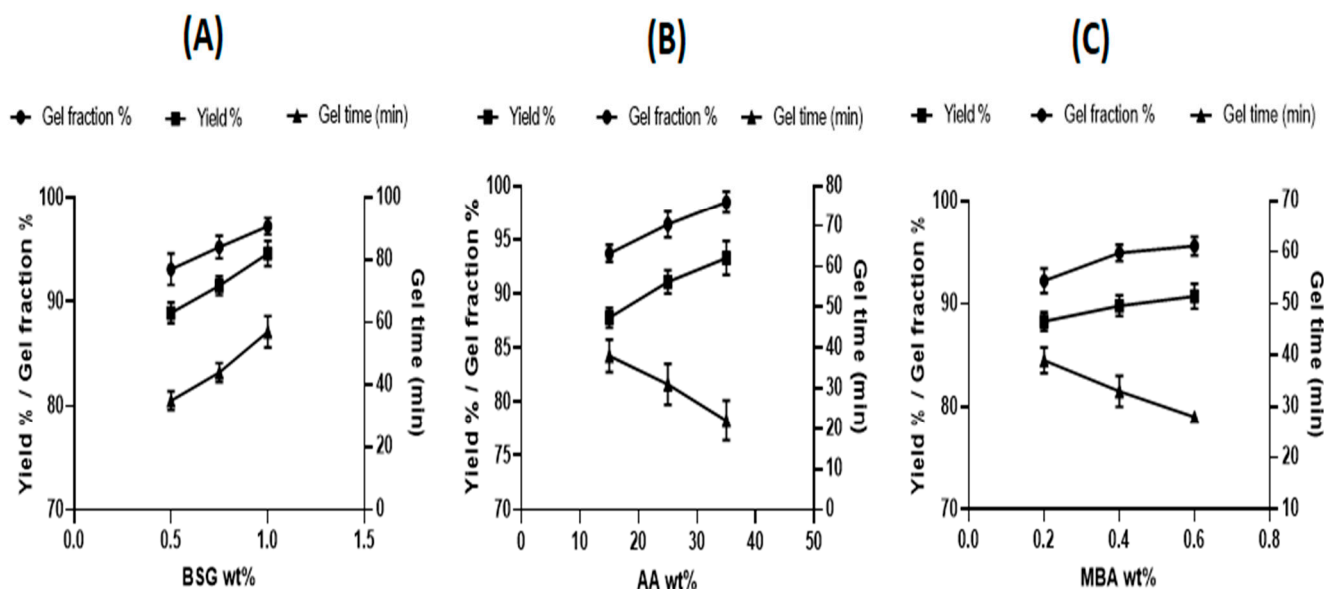 (A)
(B)
(C)
Gel fraction % Yield % Gel time (min)
Yield % Gel fraction % Gel time (min)
Yield % Gel fraction % Gel time (min)
Yield % / Gel fraction %
100
90
80
70
0.0 0.5 1.0 1.5
BSG wt%
100
80
60
40
20
0
Gel time (min)
Yield % / Gel fraction %
100
95
90
85
80
75
70
0 10 20 30 40 50
AA wt%
80
70
60
50
40
30
20
10
0
Gel time (min)
Yield % / Gel fraction %
100
90
80
70
0.0 0.2 0.4 0.6 0.8
MBA wt%
70
60
50
40
30
20
10
Gel time (min)